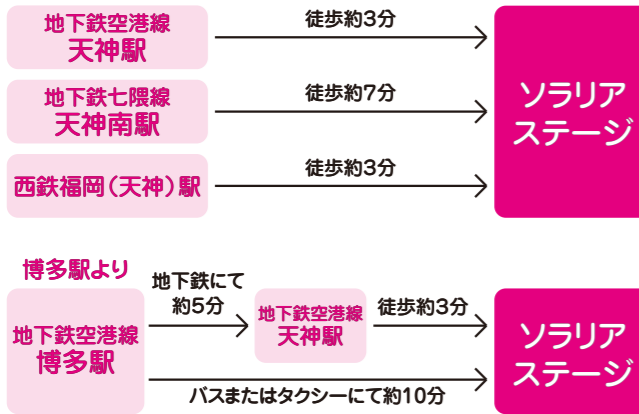 地下鉄空港線
天神駅
徒歩約3分
地下鉄七隈線
天神南駅
徒歩約7分
西鉄福岡(天神)駅
徒歩約3分
ソラリア
ステージ
博多駅より
地下鉄空港線
博多駅
地下鉄にて
約5分
地下鉄空港線
天神駅
徒歩約3分
バスまたはタクシーにて約10分
ソラリア
ステージ